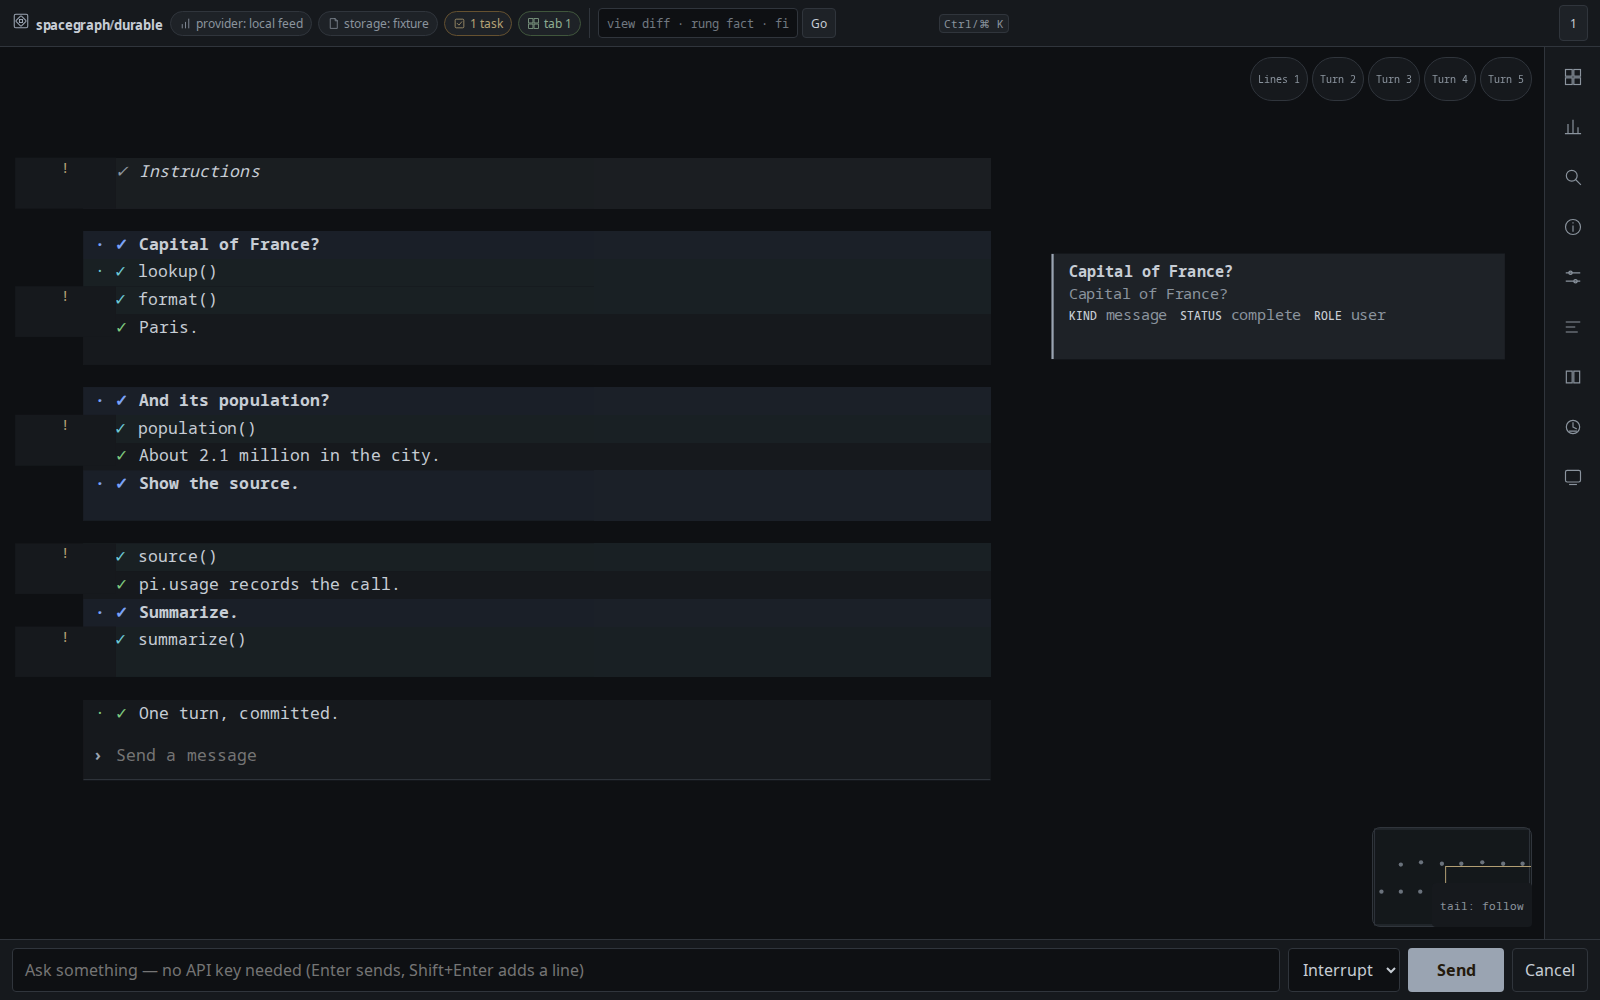 spacegraph/durable provider: local feed storage: fixture 1 task tab 1 view diff · rung fact · fi Go Ctrl/⌘ K 1
Lines 1 Turn 2 Turn 3 Turn 4 Turn 5
! ✓ Instructions
· ✓ Capital of France?
· ✓ lookup()
! ✓ format()
✓ Paris.
Capital of France?
Capital of France?
KIND message STATUS complete ROLE user
· ✓ And its population?
! ✓ population()
✓ About 2.1 million in the city.
· ✓ Show the source.
! ✓ source()
✓ pi.usage records the call.
· ✓ Summarize.
! ✓ summarize()
· ✓ One turn, committed.
› Send a message
tail: follow
Ask something — no API key needed (Enter sends, Shift+Enter adds a line) Interrupt Send Cancel